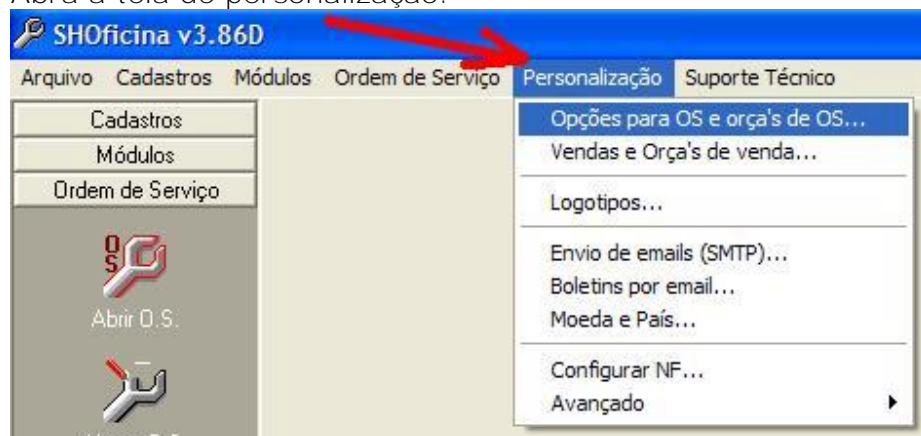 Abra a tela de personalização:
SHOficina v3.86D
Arquivo Cadastros Módulos Ordem de Serviço Personalização Suporte Técnico
Cadastros
Módulos
Ordem de Serviço
OS
Abrir O.S.
Opções para OS e orça's de OS...
Vendas e Orça's de venda...
Logotipos...
Envio de emails (SMTP)...
Boletins por email...
Moeda e País...
Configurar NF...
Avançado